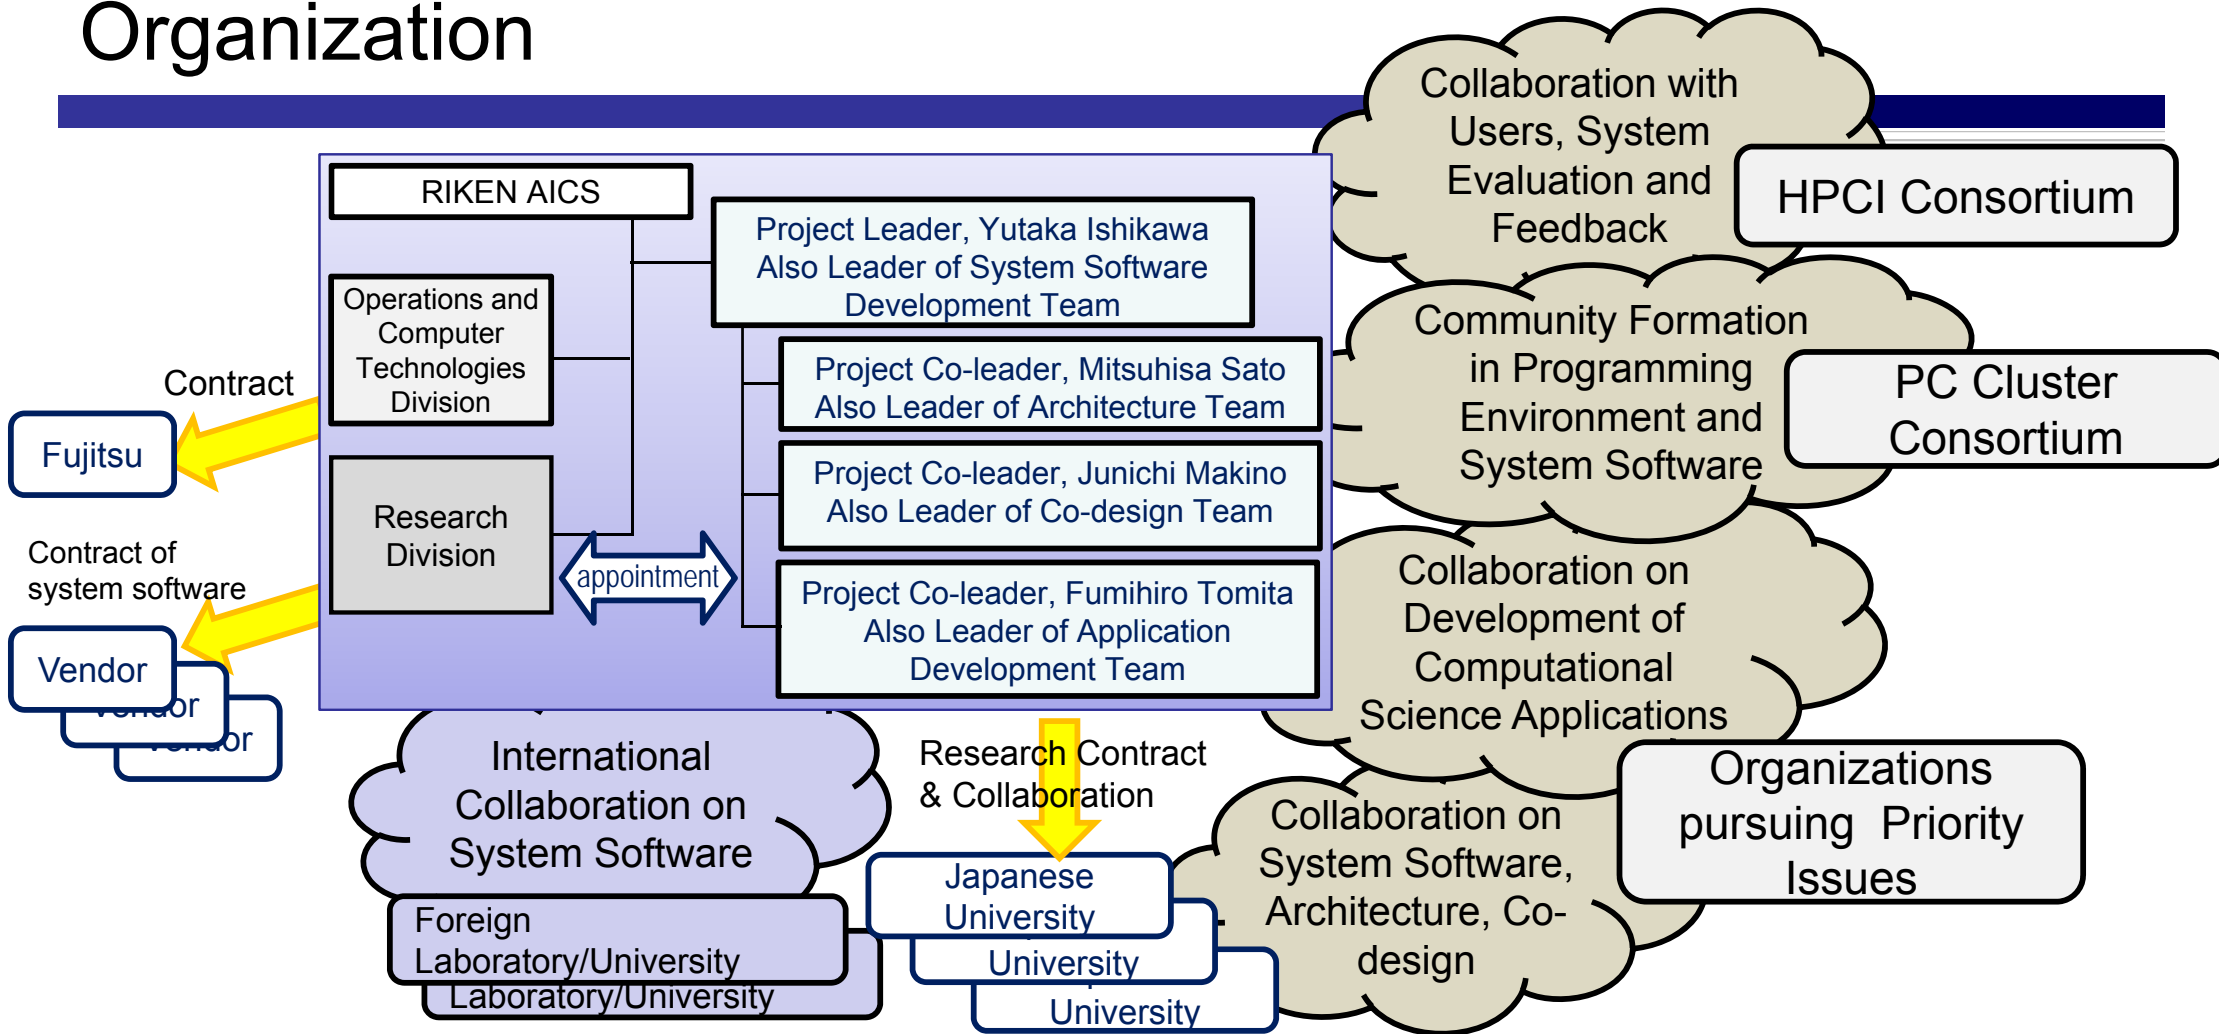 Organization
Collaboration with
Users, System
Evaluation and
Feedback
HPCI Consortium
RIKEN AICS
Project Leader, Yutaka Ishikawa
Also Leader of System Software
Development Team
Operations and
Computer
Technologies
Division
Community Formation
in Programming
Environment and
System Software
PC Cluster
Consortium
Project Co-leader, Mitsuhisa Sato
Also Leader of Architecture Team
Contract
Fujitsu
Project Co-leader, Junichi Makino
Also Leader of Co-design Team
Research
Division
appointment
Contract of
system software
Project Co-leader, Fumihiro Tomita
Also Leader of Application
Development Team
Collaboration on
Development of
Computational
Science Applications
Vendor
Vendor
Vendor
International
Collaboration on
System Software
Research Contract
& Collaboration
Organizations
pursuing Priority
Issues
Collaboration on
System Software,
Architecture, Co-
design
Foreign
Laboratory/University
Laboratory/University
Japanese
University
University
University